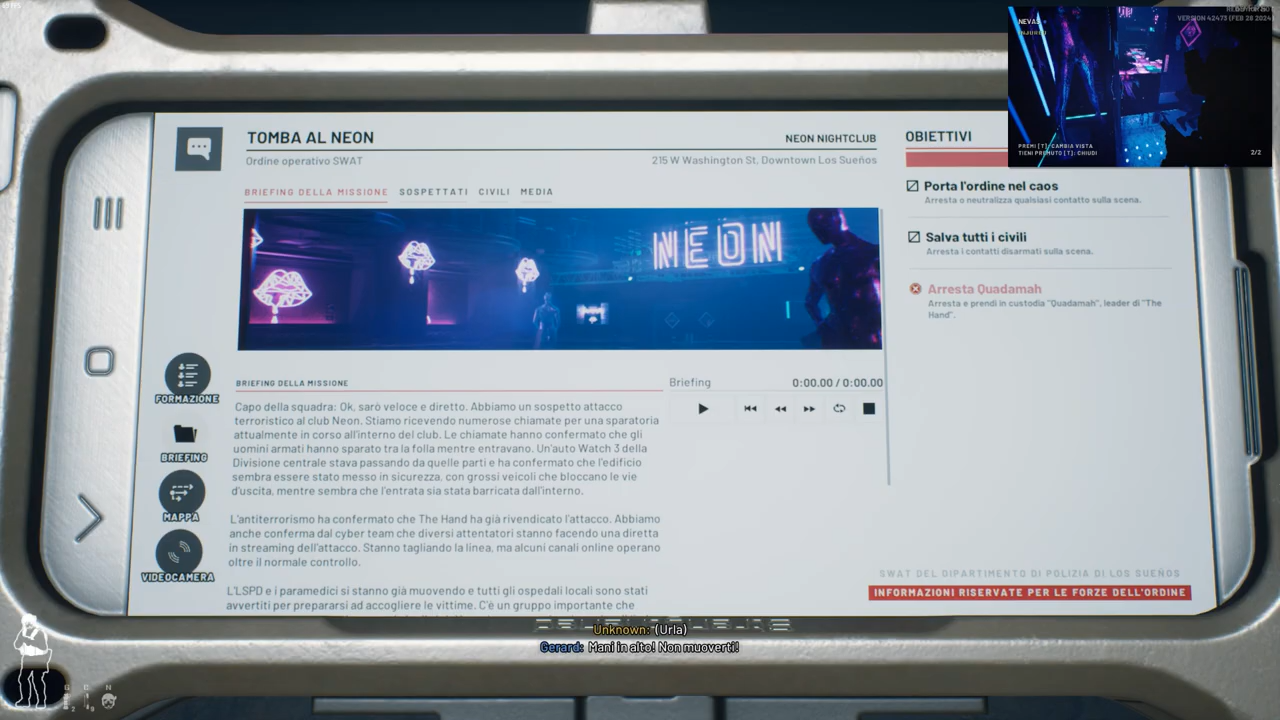 NEVAS
VERSION 42473 (FEB 28 2024)
PREMI [T]: CAMBIA VISTA
TIENI PREMUTO [T]: CHIUDI
2/2
TOMBA AL NEON
NEON NIGHTCLUB
Ordine operativo SWAT
215 W Washington St, Downtown Los Sueños
BRIEFING DELLA MISSIONE SOSPETTATI CIVILI MEDIA
NEON
BRIEFING DELLA MISSIONE
Capo della squadra: Ok, sarò veloce e diretto. Abbiamo un sospetto attacco
terroristico al club Neon. Stiamo ricevendo numerose chiamate per una sparatoria
attualmente in corso all'interno del club. Le chiamate hanno confermato che gli
uomini armati hanno sparato tra la folla mentre entravano. Un'auto Watch 3 della
Divisione centrale stava passando da quelle parti e ha confermato che l'edificio
sembra essere stato messo in sicurezza, con grossi veicoli che bloccano le vie
d'uscita, mentre sembra che l'entrata sia stata barricata dall'interno.
L'antiterrorismo ha confermato che The Hand ha già rivendicato l'attacco. Abbiamo
anche conferma dal cyber team che diversi attentatori stanno facendo una diretta
in streaming dell'attacco. Stanno tagliando la linea, ma alcuni canali online operano
oltre il normale controllo.
L'LSPD e i paramedici si stanno già muovendo e tutti gli ospedali locali sono stati
avvertiti per prepararsi ad accogliere le vittime. C'è un gruppo importante che
Briefing 0:00.00 / 0:00.00
OBIETTIVI
Porta l'ordine nel caos
Arresta o neutralizza qualsiasi contatto sulla scena.
Salva tutti i civili
Arresta i contatti disarmati sulla scena.
Arresta Quadamah
Arresta e prendi in custodia "Quadamah", leader di "The
Hand".
FORMAZIONE
BRIEFING
MAPPA
VIDEOCAMERA
SWAT DEL DIPARTIMENTO DI POLIZIA DI LOS SUEÑOS
INFORMAZIONI RISERVATE PER LE FORZE DELL'ORDINE
Unknown: (Urla)
Gerard: Mani in alto! Non muoverti!